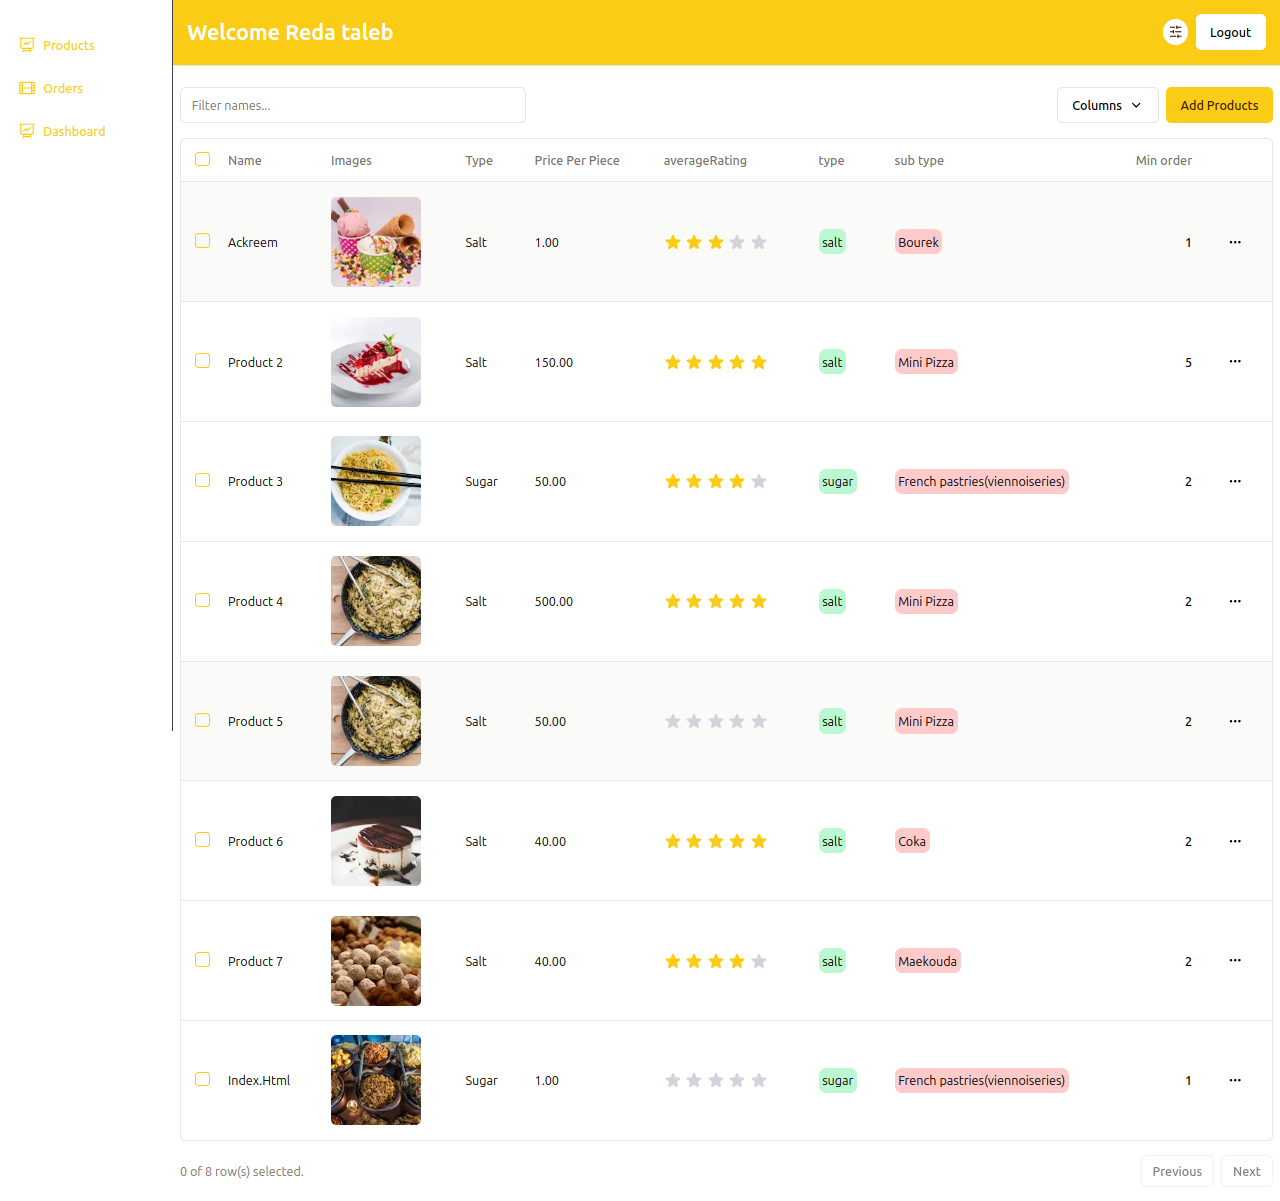 Welcome Reda taleb
Logout
Products
Orders
Dashboard
Filter names...
Columns
Add Products
Name Images Type Price Per Piece averageRating type sub type Min order
Ackreem Salt 1.00 salt Bourek 1
Product 2 Salt 150.00 salt Mini Pizza 5
Product 3 Sugar 50.00 sugar French pastries(viennoiseries) 2
Product 4 Salt 500.00 salt Mini Pizza 2
Product 5 Salt 50.00 salt Mini Pizza 2
Product 6 Salt 40.00 salt Coka 2
Product 7 Salt 40.00 salt Maekouda 2
Index.Html Sugar 1.00 sugar French pastries(viennoiseries) 1
0 of 8 row(s) selected.
Previous
Next